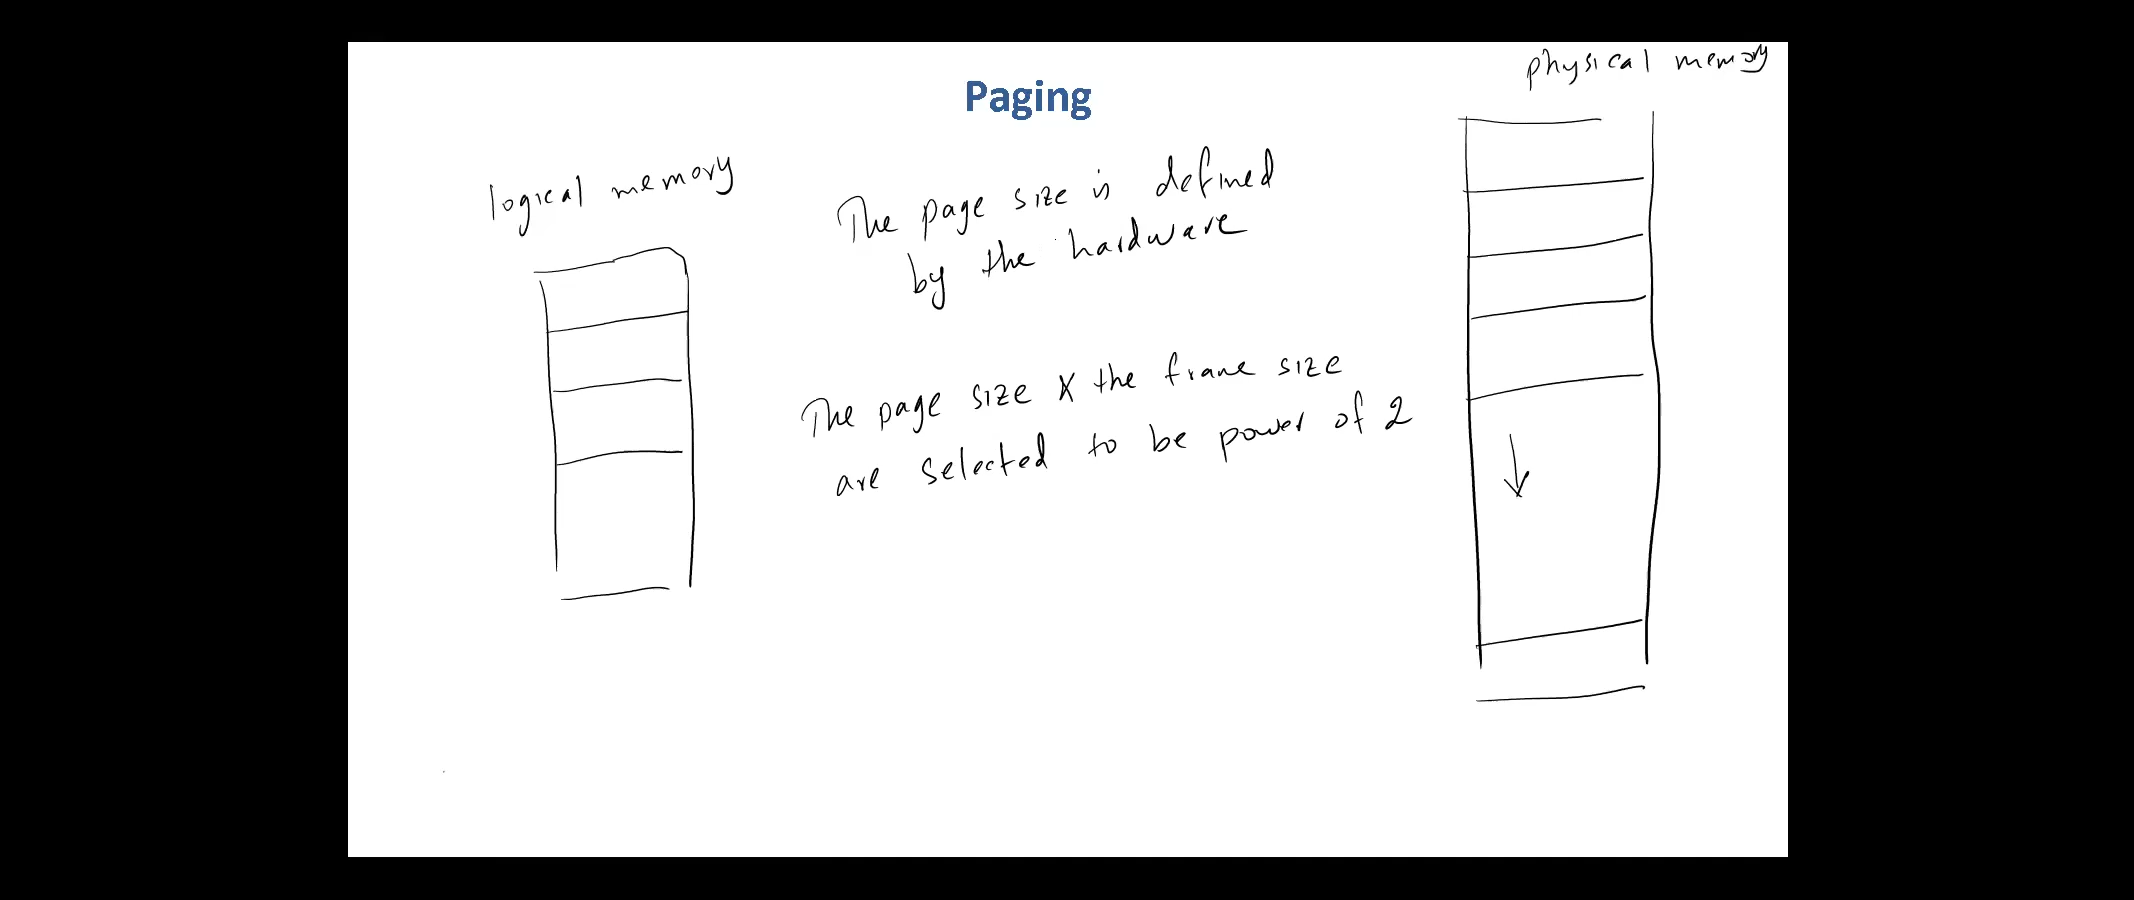 physical memory
Paging
logical memory
The page size is defined
by the hardware
The page size & the frame size
are selected to be power of 2